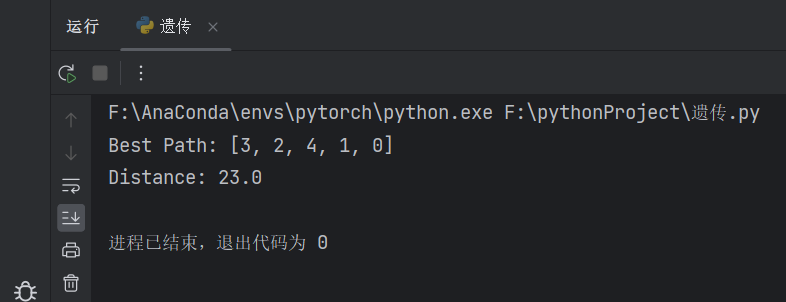 运行
遗传
F:\AnaConda\envs\pytorch\python.exe F:\pythonProject\遗传.py
Best Path: [3, 2, 4, 1, 0]
Distance: 23.0
进程已结束，退出代码为 0